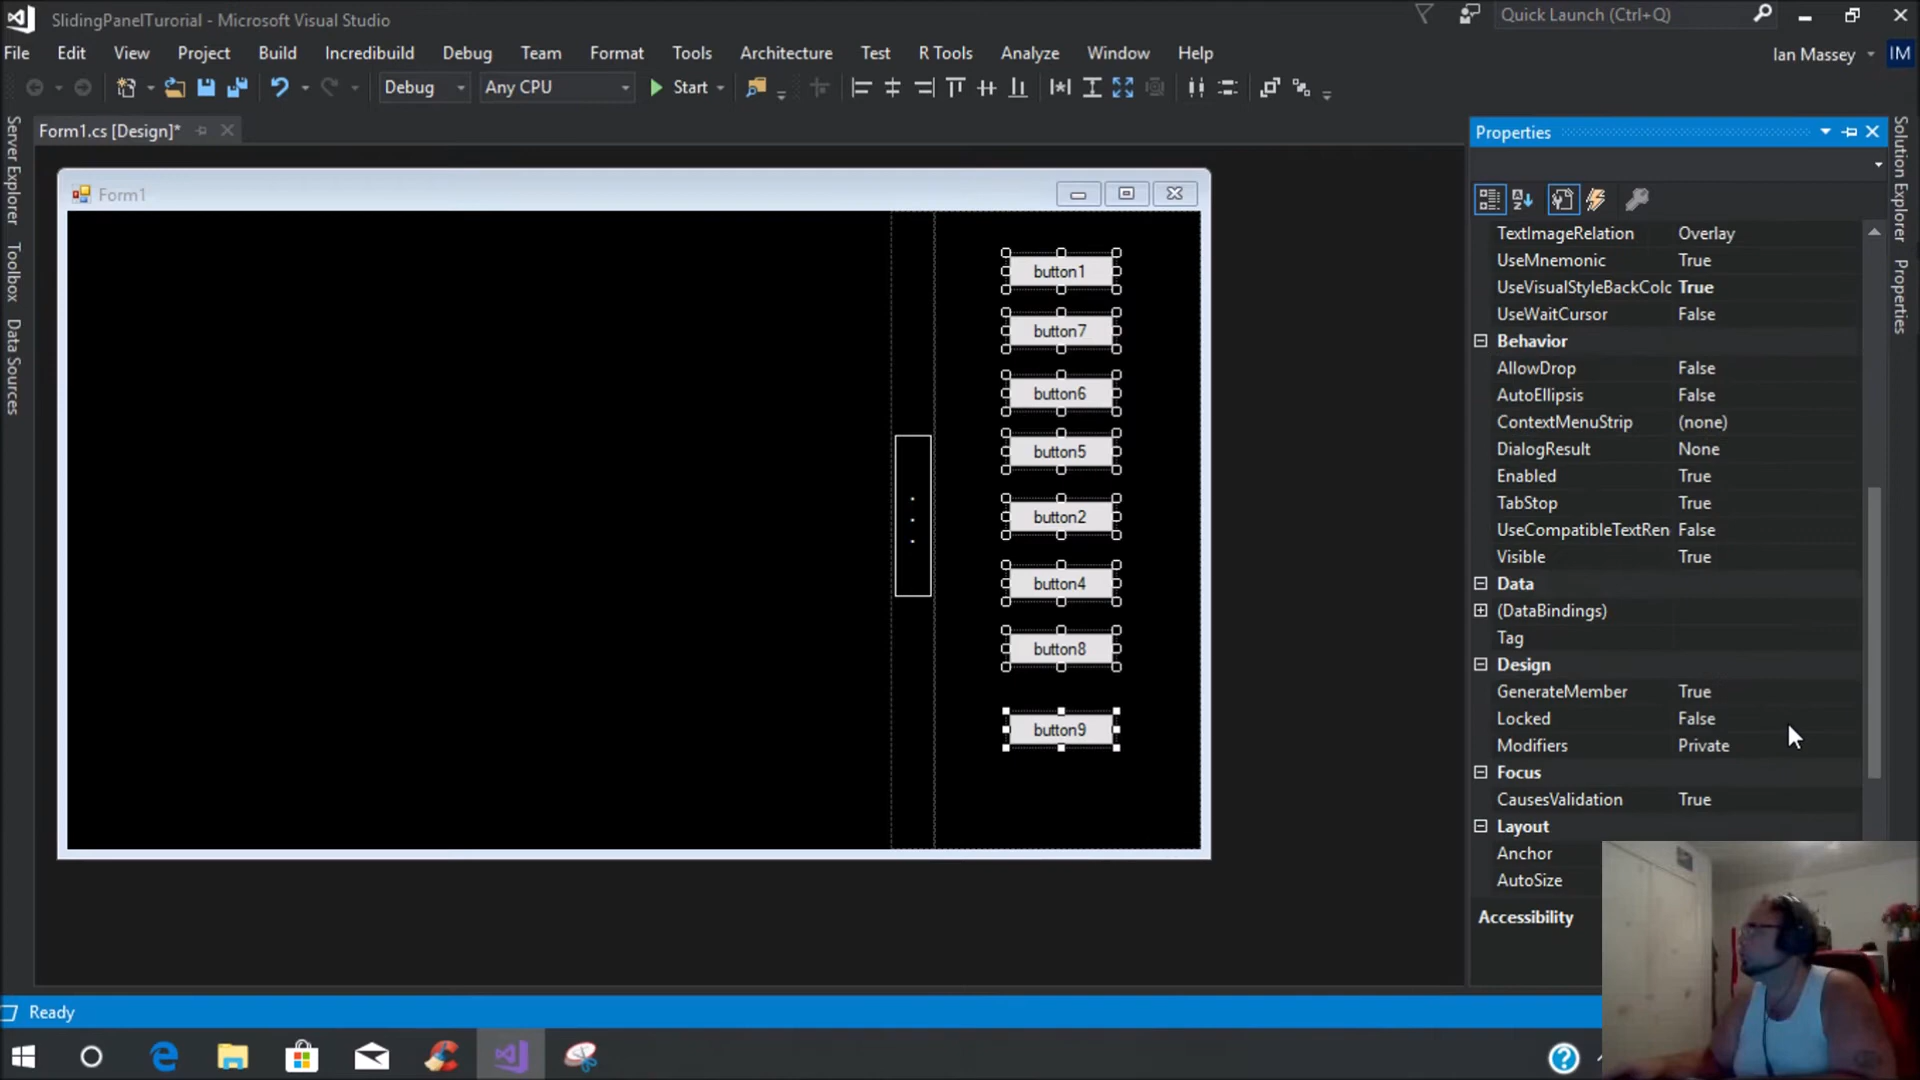 SlidingPanelTurorial - Microsoft Visual Studio
Quick Launch (Ctrl+Q)
File Edit View Project Build Incredibuild Debug Team Format Tools Architecture Test R Tools Analyze Window Help
Ian Massey IM
Debug Any CPU Start
Form1.cs [Design]*
Properties
Server Explorer
Toolbox
Data Sources
Solution Explorer
Properties
Form1
button1
button7
button6
button5
button2
button4
button8
button9
TextImageRelation Overlay
UseMnemonic True
UseVisualStyleBackColc True
UseWaitCursor False
Behavior
AllowDrop False
AutoEllipsis False
ContextMenuStrip (none)
DialogResult None
Enabled True
TabStop True
UseCompatibleTextRen False
Visible True
Data
(DataBindings)
Tag
Design
GenerateMember True
Locked False
Modifiers Private
Focus
CausesValidation True
Layout
Anchor
AutoSize
Accessibility
Ready